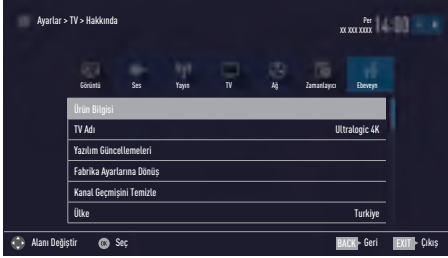 Ayarlar > TV > Hakkında
Per
xx xxx xxxx
14:00
Görüntü Ses Yayın TV Ağ Zamanlayıcı Ebeveyn
Ürün Bilgisi
TV Adı Ultralogic 4K
Yazılım Güncellemeleri
Fabrika Ayarlarına Dönüş
Kanal Geçmişini Temizle
Ülke Turkiye
Alanı Değiştir OK Seç BACK Geri EXIT Çıkış